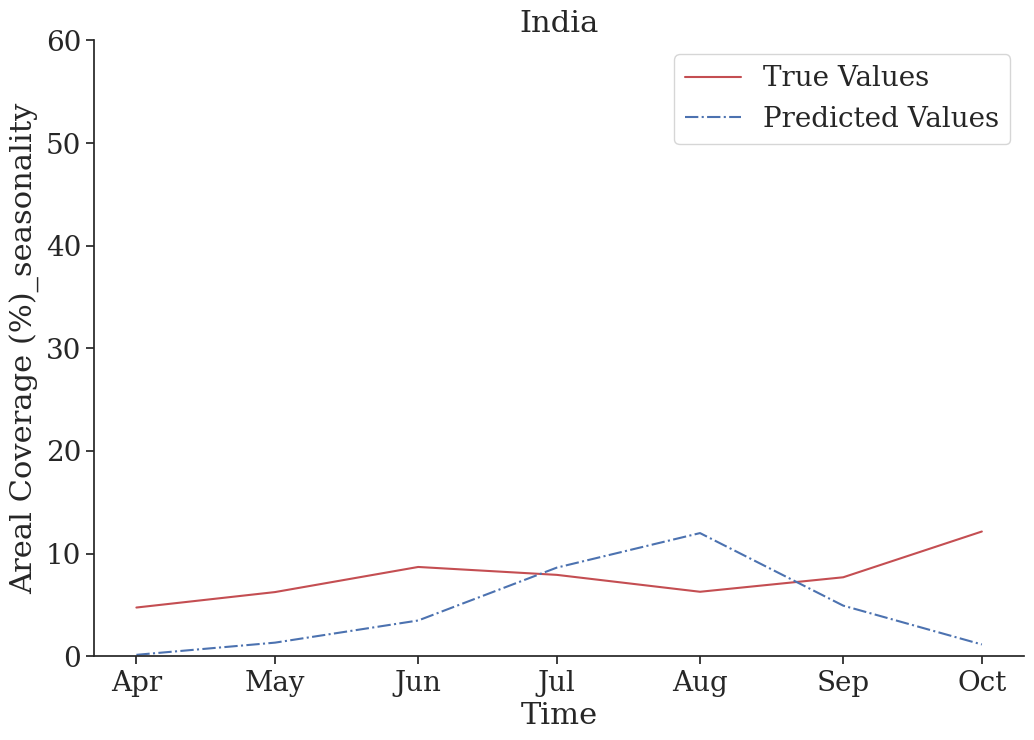 India
True Values
Predicted Values
Areal Coverage (%)_seasonality
60
50
40
30
20
10
0
Apr May Jun Jul Aug Sep Oct
Time